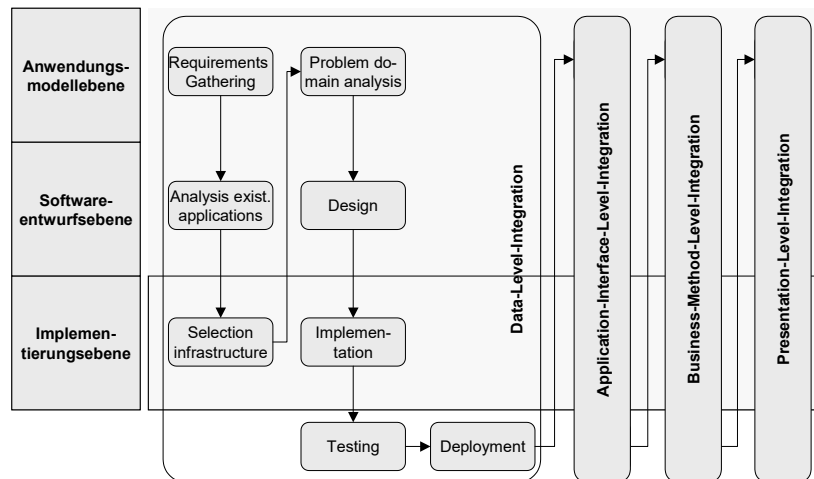 Anwendungs-
modellebene
Software-
entwurfsebene
Implemen-
tierungsebene
Requirements
Gathering
Analysis exist.
applications
Selection
infrastructure
Problem do-
main analysis
Design
Implemen-
tation
Testing
Deployment
Data-Level-Integration
Application-Interface-Level-Integration
Business-Method-Level-Integration
Presentation-Level-Integration